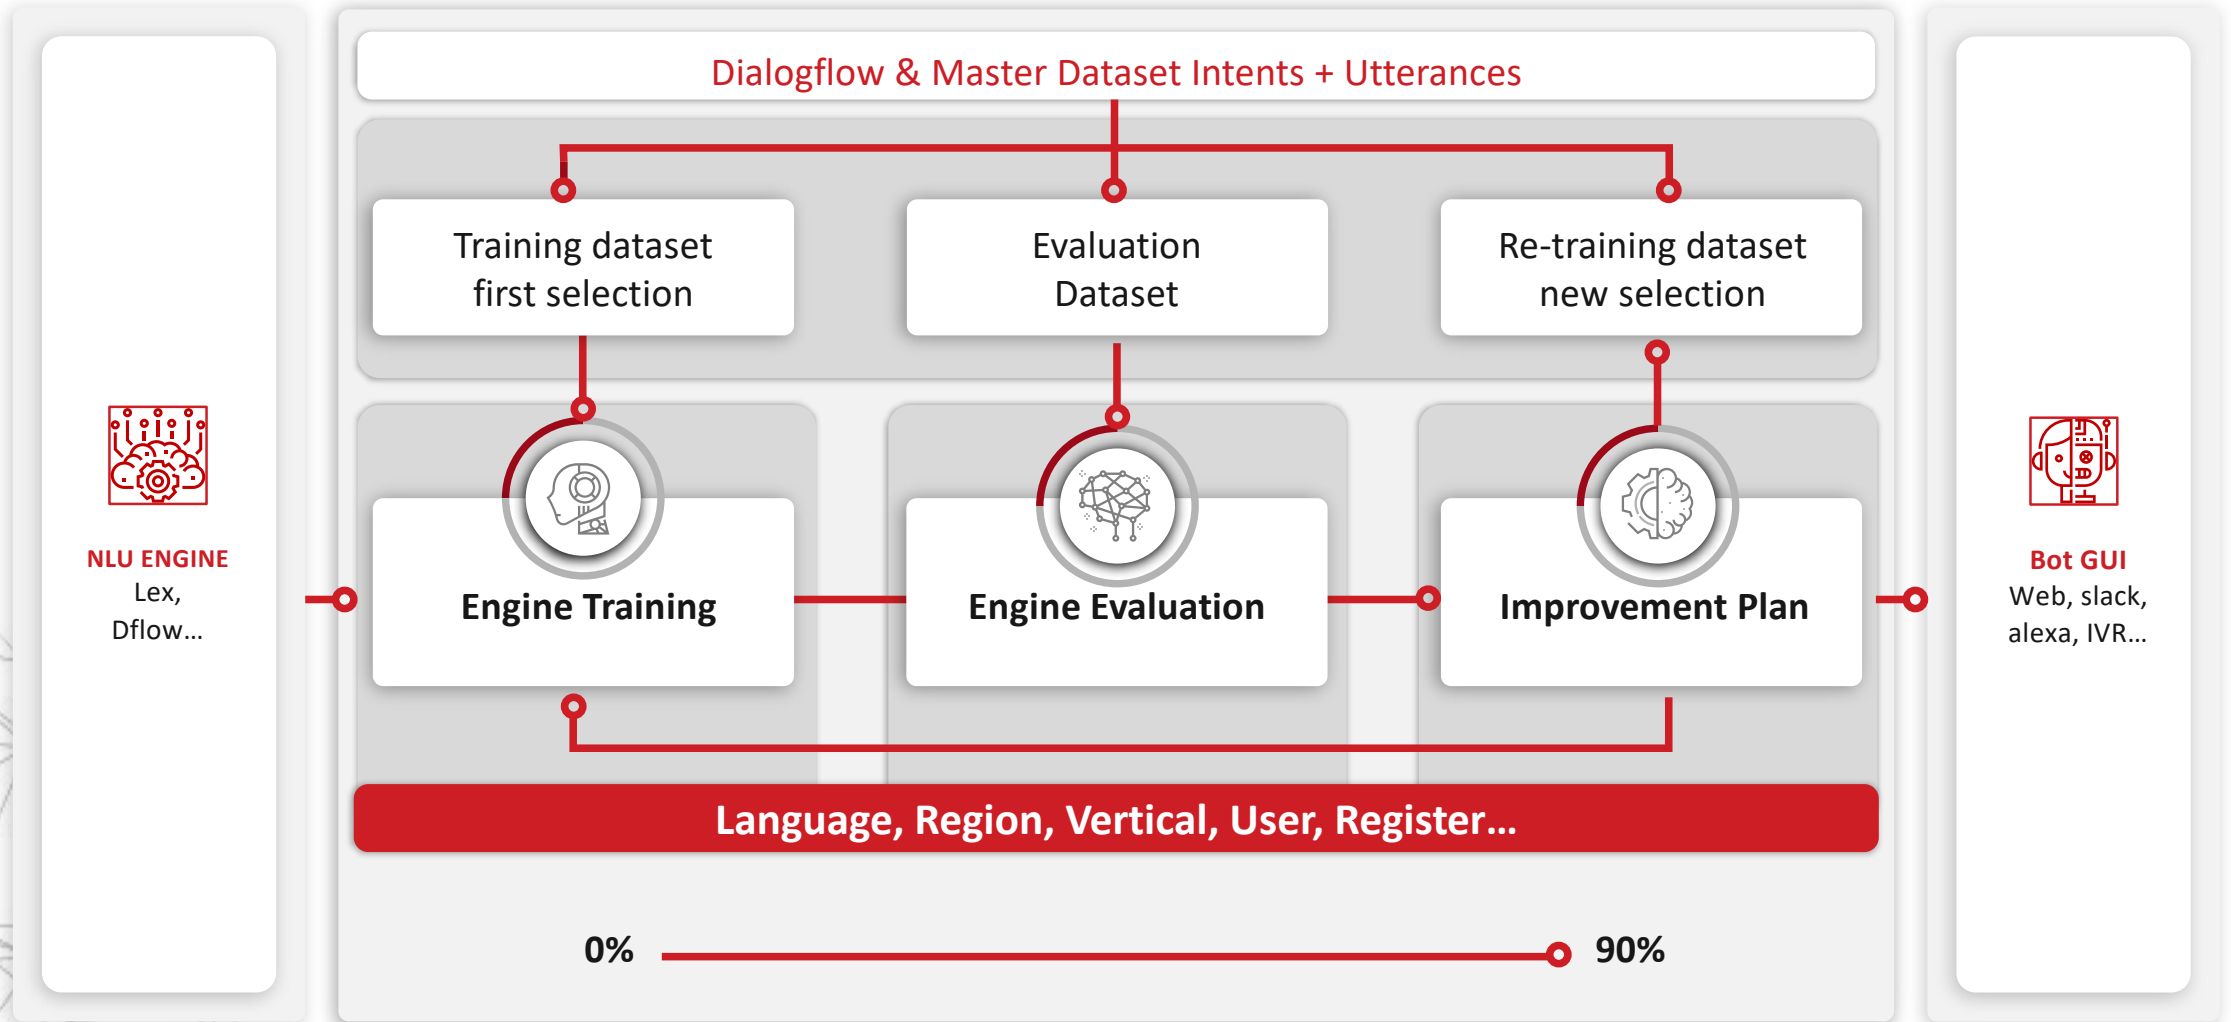 Dialogflow & Master Dataset Intents + Utterances
Training dataset
first selection
Evaluation
Dataset
Re-training dataset
new selection
NLU ENGINE
Lex,
Dflow...
Engine Training
Engine Evaluation
Improvement Plan
Bot GUI
Web, slack,
alexa, IVR...
Language, Region, Vertical, User, Register...
0%
90%